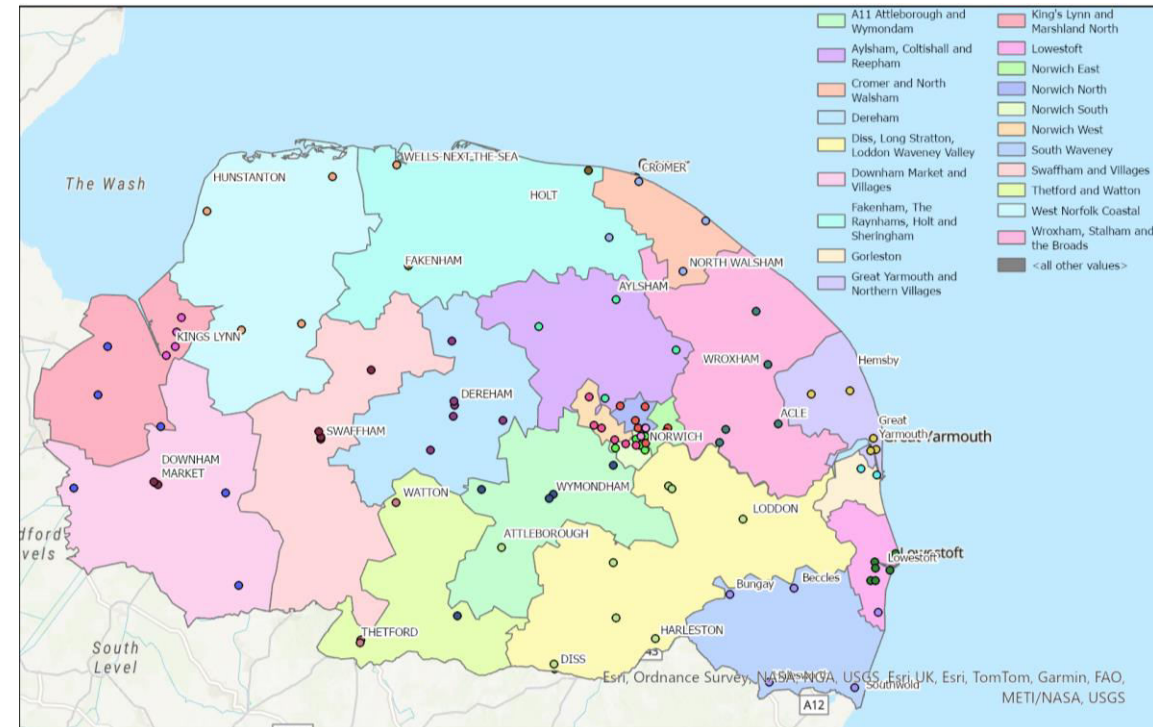 A11 Attleborough and
Wymondam
Aylsham, Coltishall and
Reepham
Cromer and North
Walsham
Dereham
Diss, Long Stratton,
Loddon Waveney Valley
Downham Market and
Villages
Fakenham, The
Raynhams, Holt and
Sheringham
Gorleston
Great Yarmouth and
Northern Villages
King's Lynn and
Marshland North
Lowestoft
Norwich East
Norwich North
Norwich South
Norwich West
South Waveney
Swaffham and Villages
Thetford and Watton
West Norfolk Coastal
Wroxham, Stalham and
the Broads
<all other values>
The Wash
HUNSTANTON
WELLS-NEXT-THE-SEA
CROMER
HOLT
FAKENHAM
NORTH WALSHAM
AYLSHAM
KINGS LYNN
WROXHAM
Hemsby
DEREHAM
ACLE
SWAFFHAM
NORWICH
Great
Yarmouth
Great Yarmouth
DOWNHAM
MARKET
WATTON
WYMONDHAM
LODDON
ATTLEBOROUGH
Lowestoft
Lowestoft
Bungay
Beccles
THETFORD
HARLESTON
DISS
South
Level
Southwold
A12
Esri, Ordnance Survey, NASA, NGA, USGS, Esri UK, Esri, TomTom, Garmin, FAO,
METI/NASA, USGS